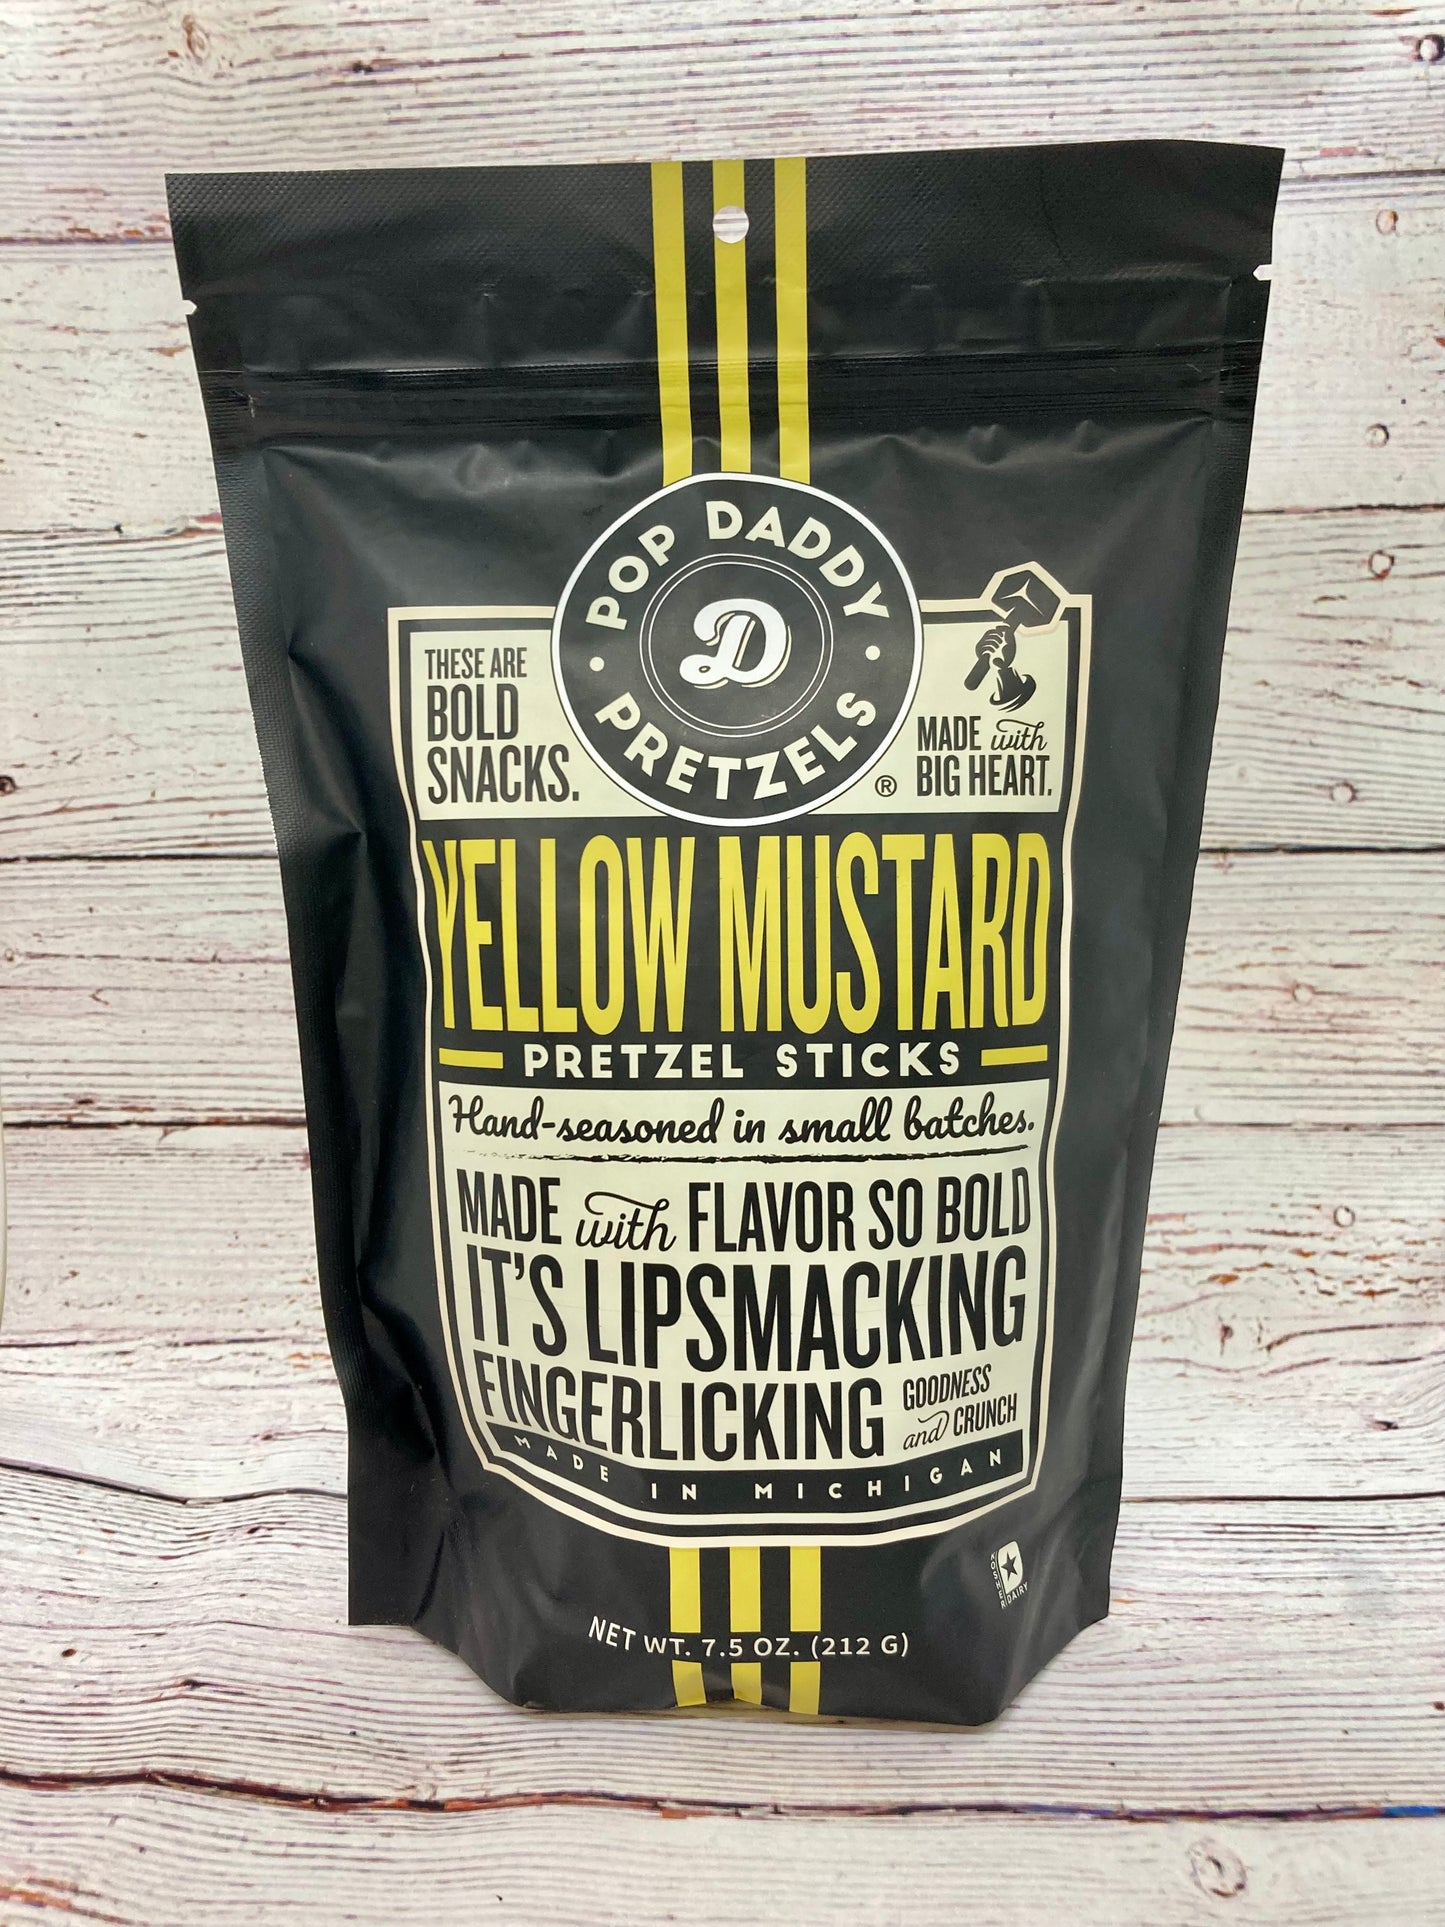 POP DADDY
D
PRETZELS
®
THESE ARE
BOLD
SNACKS.
MADE with
BIG HEART.
YELLOW MUSTARD
PRETZEL STICKS
Hand-seasoned in small batches.
MADE with FLAVOR SO BOLD
IT'S LIPSMACKING
FINGERLICKING
GOODNESS
and CRUNCH
MADE IN MICHIGAN
KOSHER DAIRY
NET WT. 7.5 OZ. (212 G)